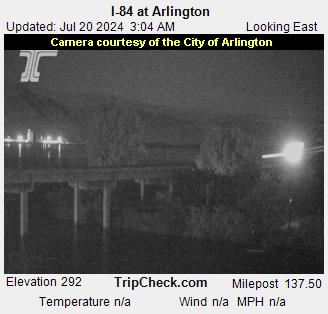 I-84 at Arlington
Updated: Jul 20 2024 3:04 AM Looking East
Camera courtesy of the City of Arlington
Elevation 292 TripCheck.com Milepost 137.50
Temperature n/a Wind n/a MPH n/a